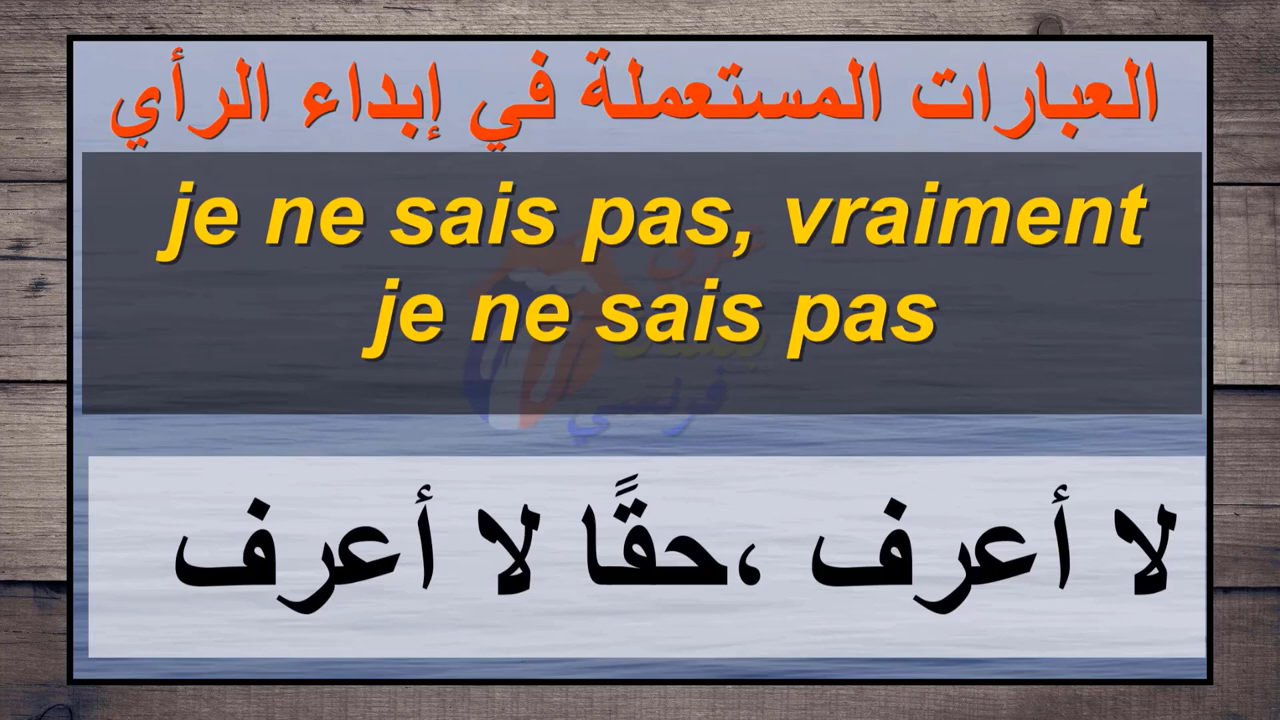 العبارات المستعملة في إبداء الرأي
je ne sais pas, vraiment
je ne sais pas
لا أعرف ،حقًا لا أعرف